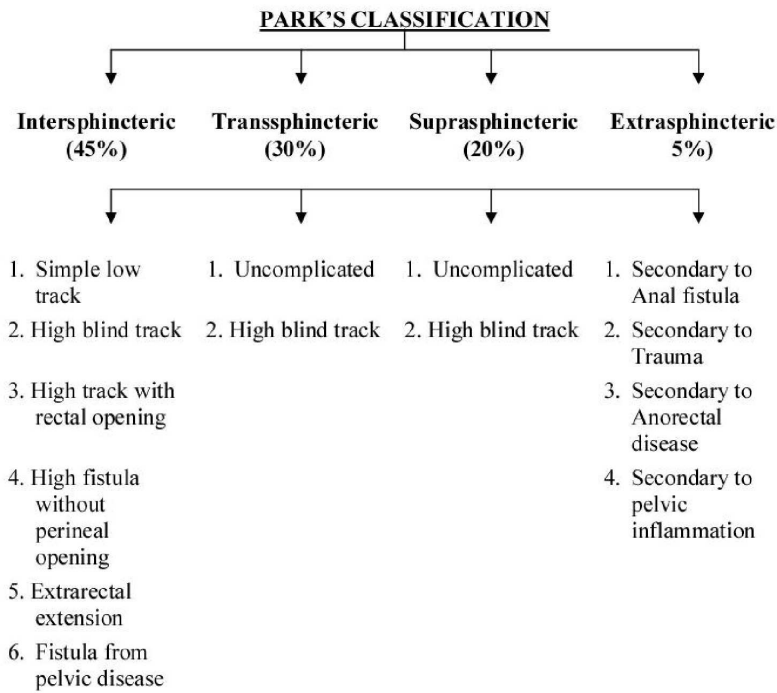 PARK'S CLASSIFICATION
Intersphincteric
(45%)
Transsphincteric
(30%)
Suprasphincteric
(20%)
Extrasphincteric
5%)
1. Simple low
track
2. High blind track
3. High track with
rectal opening
4. High fistula
without
perineal
opening
5. Extrarectal
extension
6. Fistula from
pelvic disease
1. Uncomplicated
2. High blind track
1. Uncomplicated
2. High blind track
1. Secondary to
Anal fistula
2. Secondary to
Trauma
3. Secondary to
Anorectal
disease
4. Secondary to
pelvic
inflammation